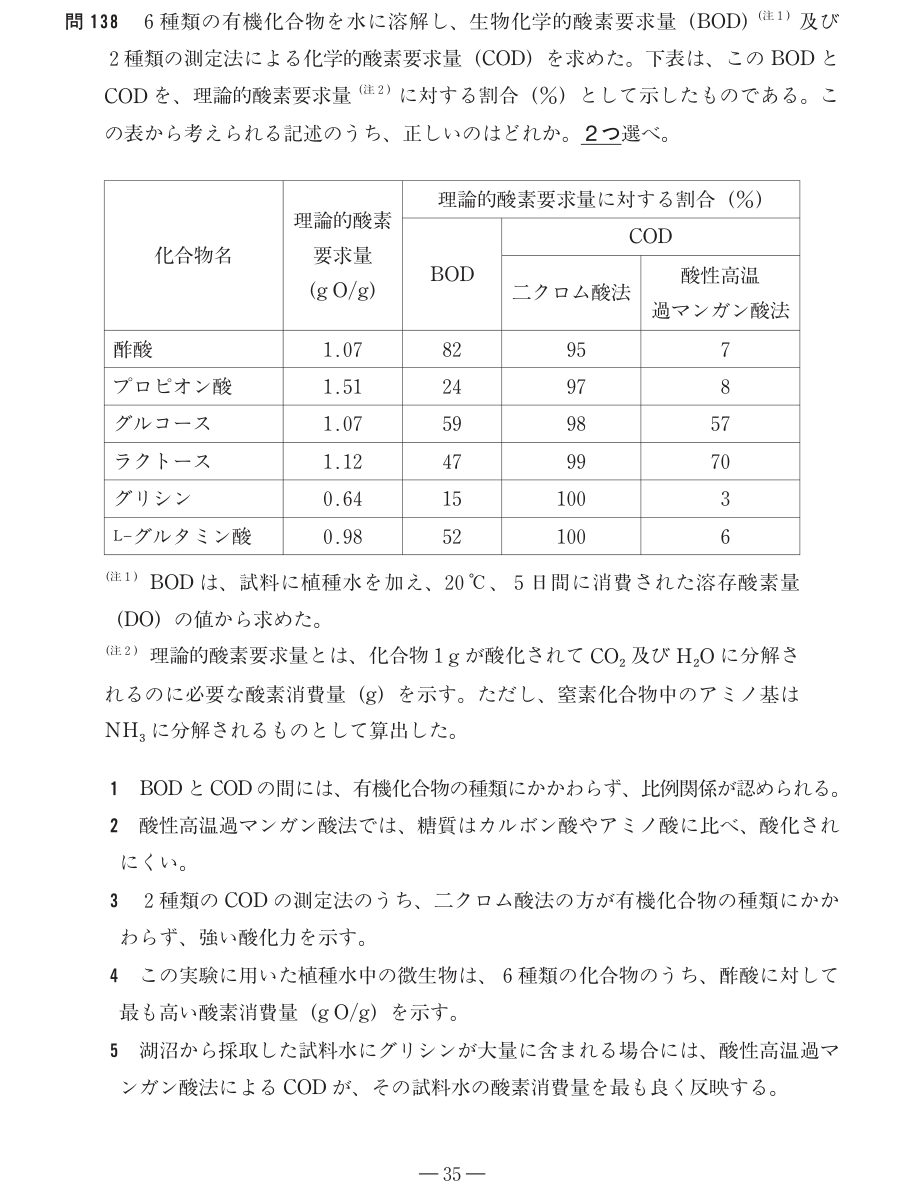 問138　6種類の有機化合物を水に溶解し、生物化学的酸素要求量（BOD）（注1）及び
2種類の測定法による化学的酸素要求量（COD）を求めた。下表は、このBODと
CODを、理論的酸素要求量（注2）に対する割合（％）として示したものである。こ
の表から考えられる記述のうち、正しいのはどれか。2つ選べ。
化合物名　理論的酸素要求量（g O/g）　理論的酸素要求量に対する割合（％）
BOD　COD
二クロム酸法　酸性高温過マンガン酸法
酢酸　1.07　82　95　7
プロピオン酸　1.51　24　97　8
グルコース　1.07　59　98　57
ラクトース　1.12　47　99　70
グリシン　0.64　15　100　3
L-グルタミン酸　0.98　52　100　6
（注1）BODは、試料に植種水を加え、20℃、5日間に消費された溶存酸素量
（DO）の値から求めた。
（注2）理論的酸素要求量とは、化合物1gが酸化されてCO₂及びH₂Oに分解さ
れるのに必要な酸素消費量（g）を示す。ただし、窒素化合物中のアミノ基は
NH₃に分解されるものとして算出した。
1　BODとCODの間には、有機化合物の種類にかかわらず、比例関係が認められる。
2　酸性高温過マンガン酸法では、糖質はカルボン酸やアミノ酸に比べ、酸化され
にくい。
3　2種類のCODの測定法のうち、二クロム酸法の方が有機化合物の種類にかか
わらず、強い酸化力を示す。
4　この実験に用いた植種水中の微生物は、6種類の化合物のうち、酢酸に対して
最も高い酸素消費量（g O/g）を示す。
5　湖沼から採取した試料水にグリシンが大量に含まれる場合には、酸性高温過マ
ンガン酸法によるCODが、その試料水の酸素消費量を最も良く反映する。
— 35 —